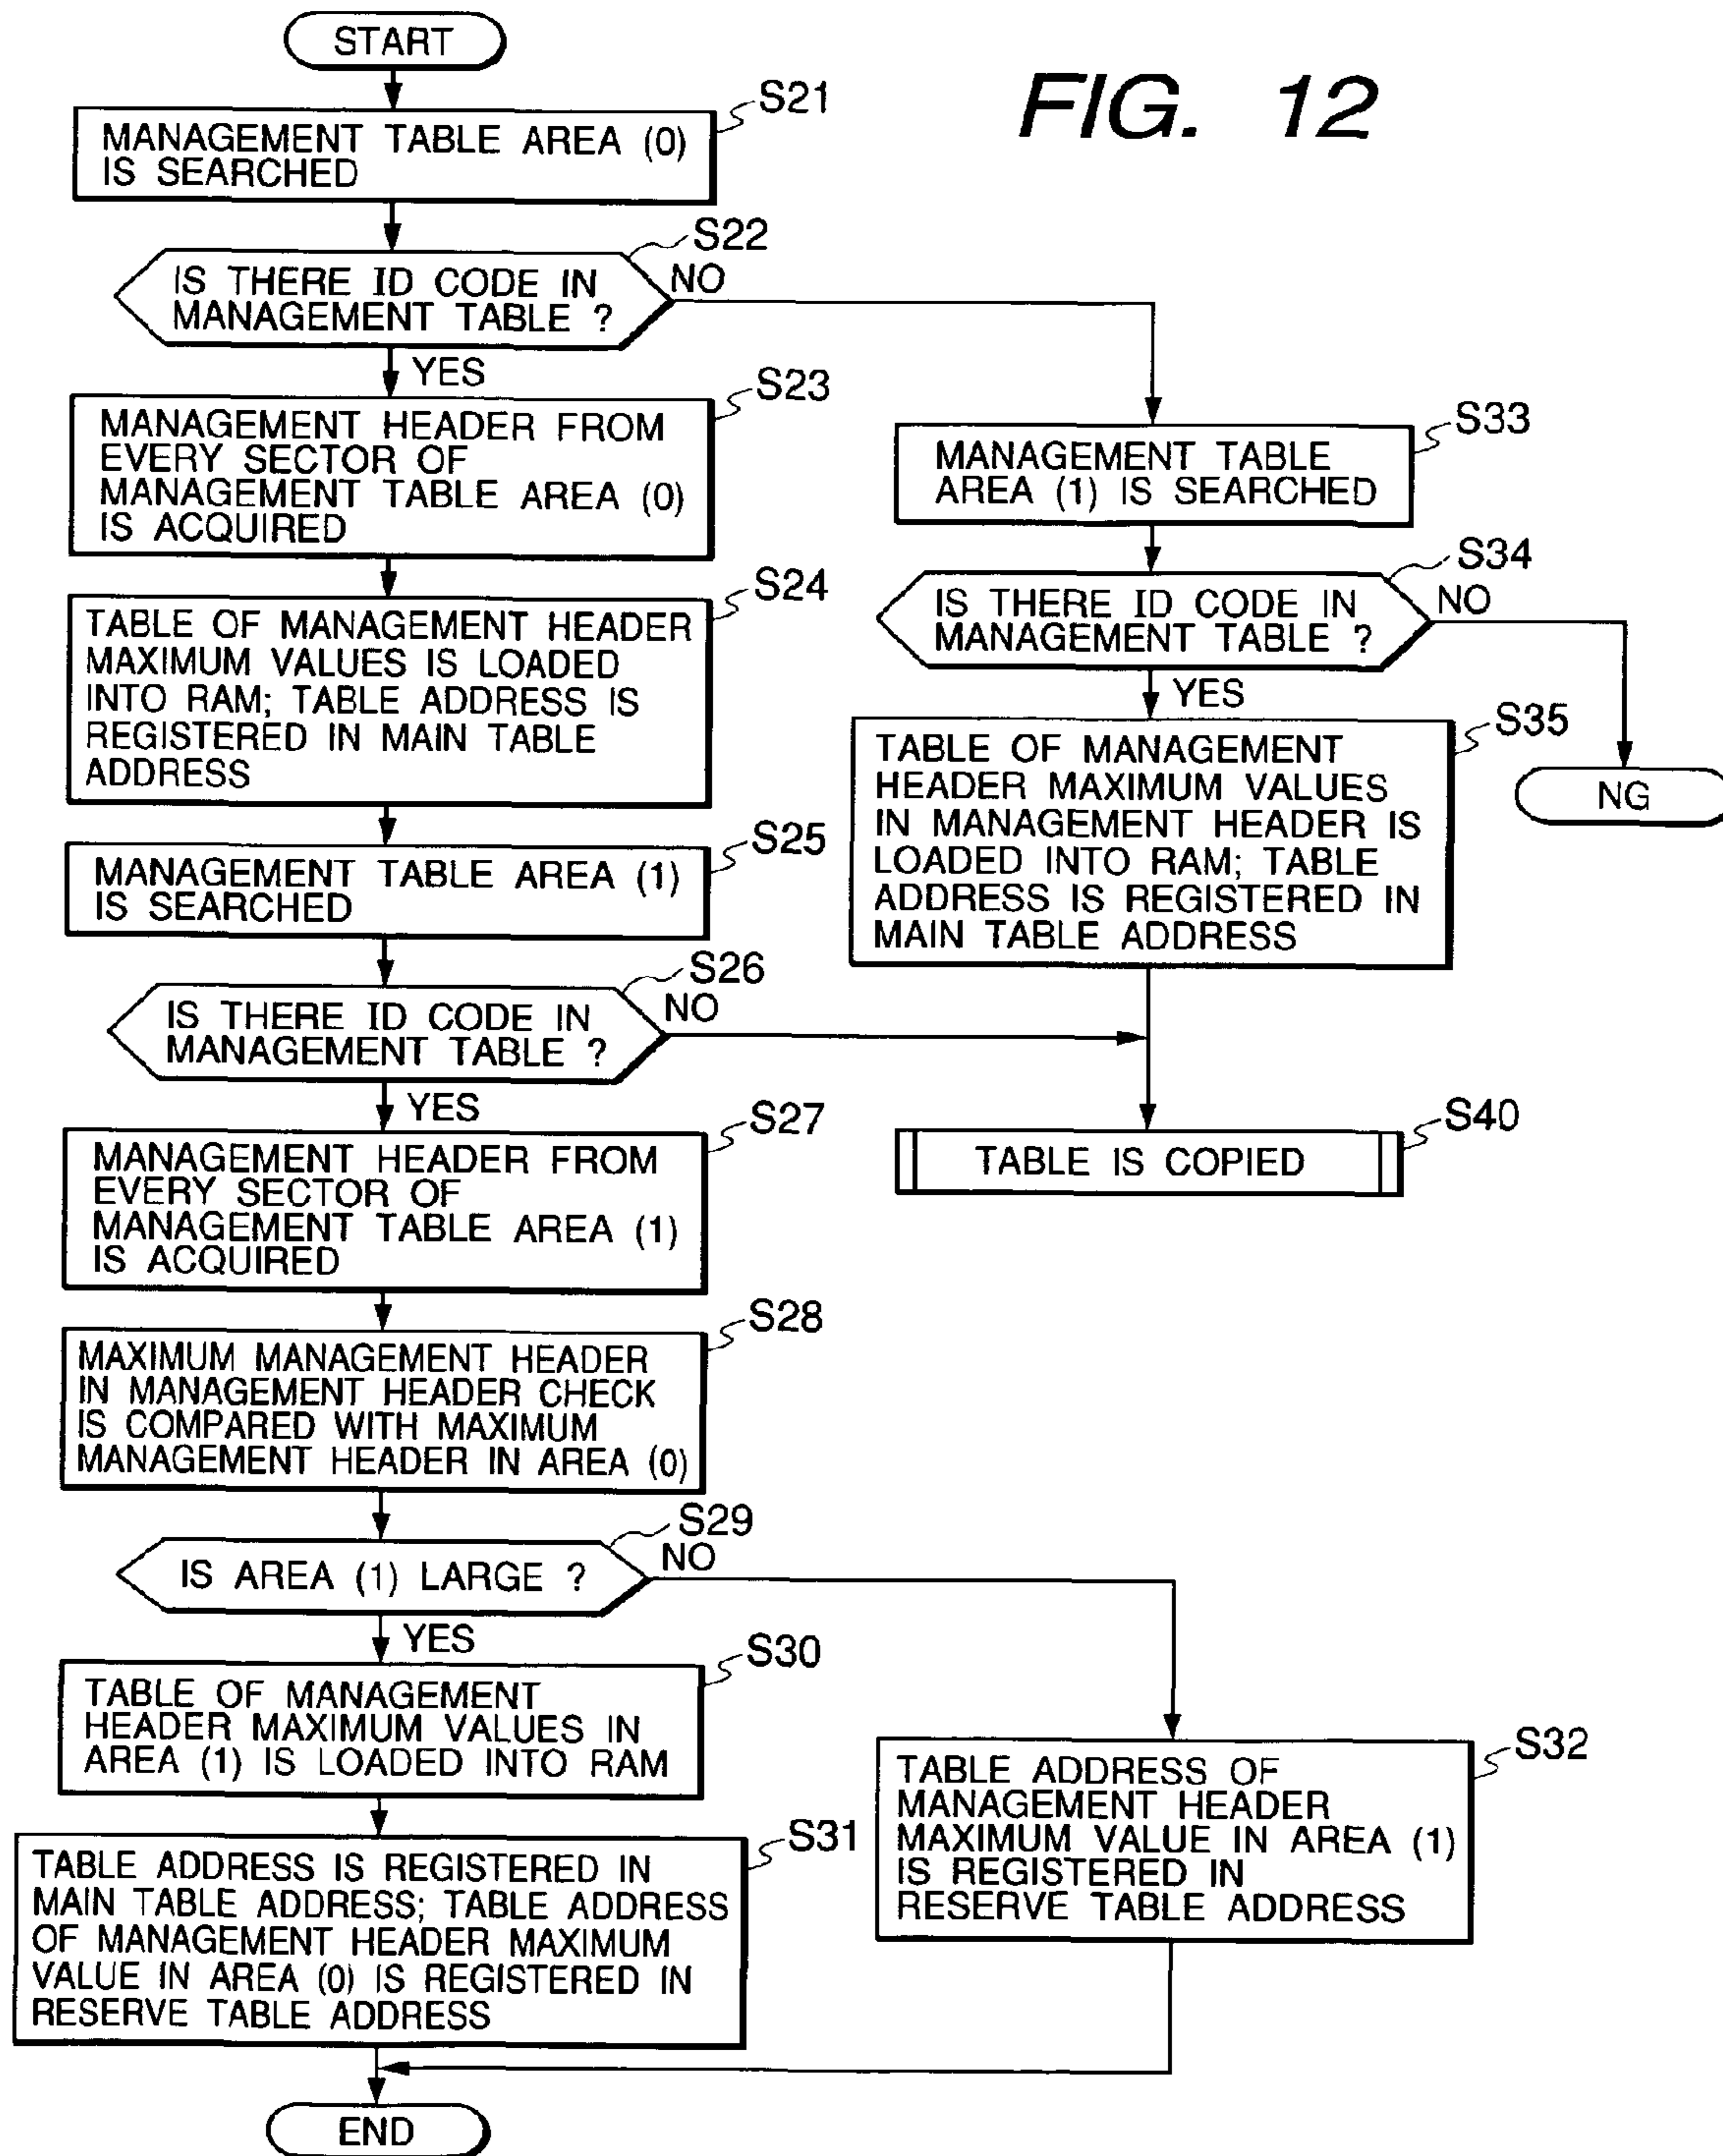 START
FIG. 12
S21
MANAGEMENT TABLE AREA (0)
IS SEARCHED
S22
IS THERE ID CODE IN
MANAGEMENT TABLE ?
NO
YES
S23
MANAGEMENT HEADER FROM
EVERY SECTOR OF
MANAGEMENT TABLE AREA (0)
IS ACQUIRED
S24
TABLE OF MANAGEMENT HEADER
MAXIMUM VALUES IS LOADED
INTO RAM; TABLE ADDRESS IS
REGISTERED IN MAIN TABLE
ADDRESS
S25
MANAGEMENT TABLE AREA (1)
IS SEARCHED
S26
IS THERE ID CODE IN
MANAGEMENT TABLE ?
NO
YES
S27
MANAGEMENT HEADER FROM
EVERY SECTOR OF
MANAGEMENT TABLE AREA (1)
IS ACQUIRED
S28
MAXIMUM MANAGEMENT HEADER
IN MANAGEMENT HEADER CHECK
IS COMPARED WITH MAXIMUM
MANAGEMENT HEADER IN AREA (0)
S29
IS AREA (1) LARGE ?
NO
YES
S30
TABLE OF MANAGEMENT
HEADER MAXIMUM VALUES IN
AREA (1) IS LOADED INTO RAM
S31
TABLE ADDRESS IS REGISTERED IN
MAIN TABLE ADDRESS; TABLE ADDRESS
OF MANAGEMENT HEADER MAXIMUM
VALUE IN AREA (0) IS REGISTERED IN
RESERVE TABLE ADDRESS
END
S33
MANAGEMENT TABLE
AREA (1) IS SEARCHED
S34
IS THERE ID CODE IN
MANAGEMENT TABLE ?
NO
YES
NG
S35
TABLE OF MANAGEMENT
HEADER MAXIMUM VALUES
IN MANAGEMENT HEADER IS
LOADED INTO RAM; TABLE
ADDRESS IS REGISTERED IN
MAIN TABLE ADDRESS
S40
TABLE IS COPIED
S32
TABLE ADDRESS OF
MANAGEMENT HEADER
MAXIMUM VALUE IN AREA (1)
IS REGISTERED IN
RESERVE TABLE ADDRESS